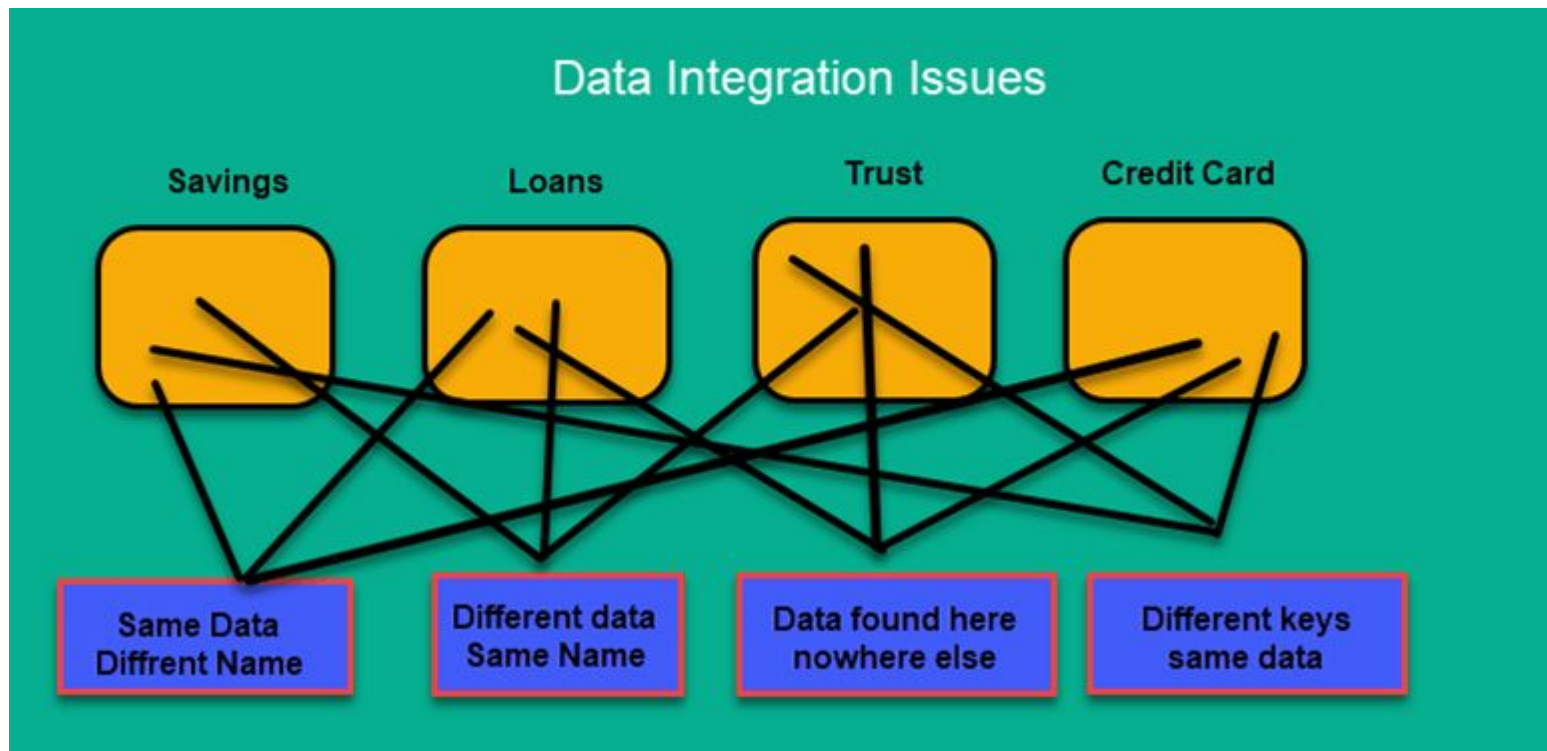 Data Integration Issues
Savings
Loans
Trust
Credit Card
Same Data
Diffrent Name
Different data
Same Name
Data found here
nowhere else
Different keys
same data